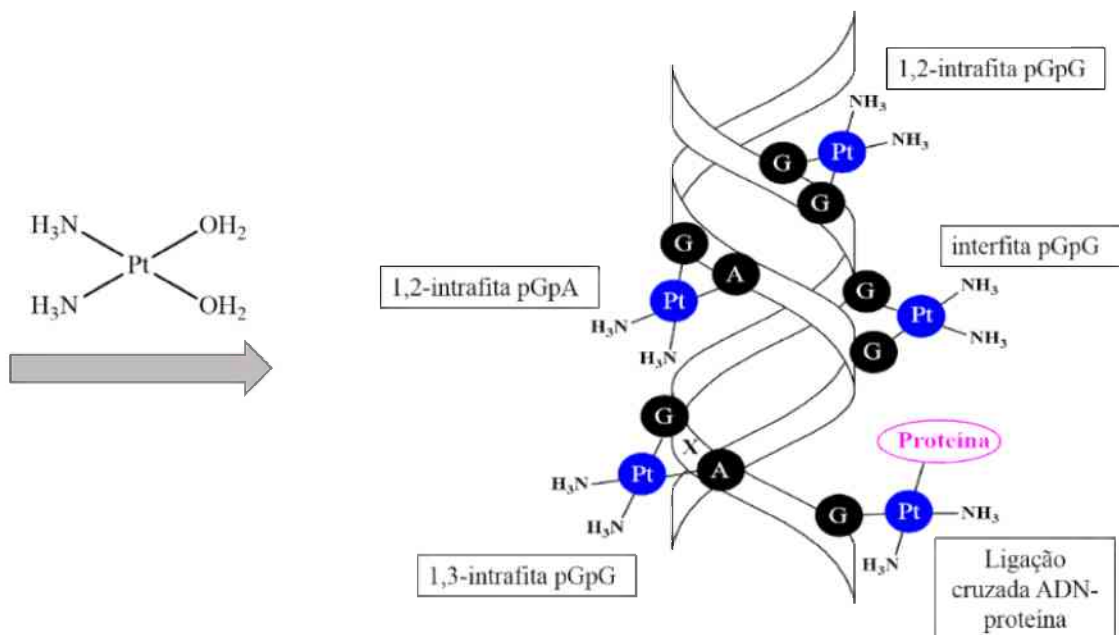 1,2-intrafita pGpG
NH3
NH3
Pt
G
G
H3N
OH2
Pt
H3N
OH2
G
A
1,2-intrafita pGpA
Pt
H3N
H3N
interfita pGpG
G
NH3
Pt
NH3
G
G
X
A
Pt
H3N
H3N
1,3-intrafita pGpG
Proteína
G
Pt
NH3
H3N
Ligação
cruzada ADN-
proteína